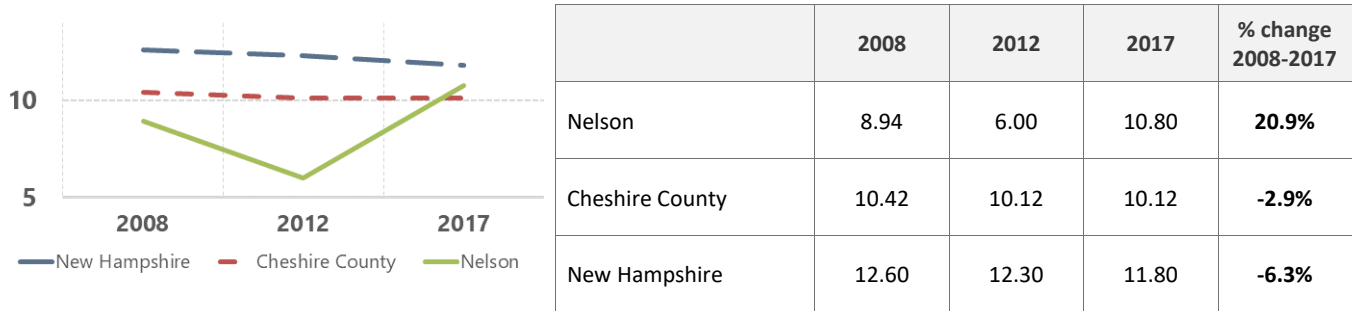 10
5
2008 2012 2017
New Hampshire Cheshire County Nelson
2008 2012 2017 % change
2008-2017
Nelson 8.94 6.00 10.80 20.9%
Cheshire County 10.42 10.12 10.12 -2.9%
New Hampshire 12.60 12.30 11.80 -6.3%